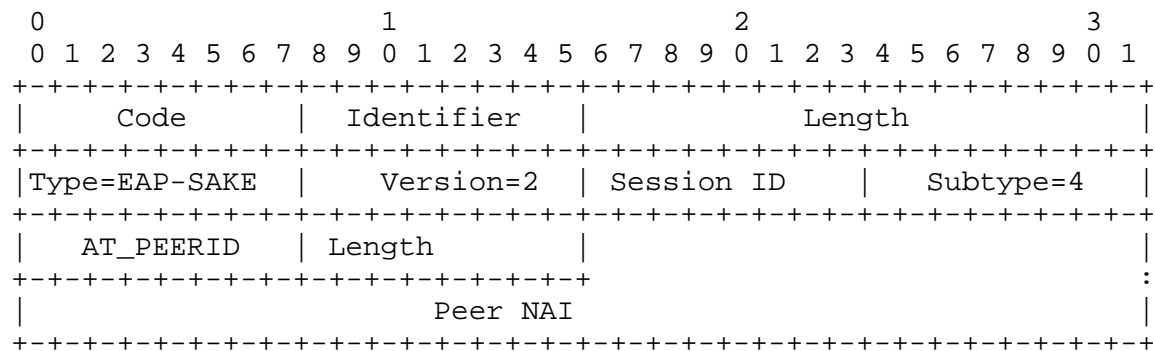 0                   1                   2                   3
 0 1 2 3 4 5 6 7 8 9 0 1 2 3 4 5 6 7 8 9 0 1 2 3 4 5 6 7 8 9 0 1
+-+-+-+-+-+-+-+-+-+-+-+-+-+-+-+-+-+-+-+-+-+-+-+-+-+-+-+-+-+-+-+-+
|     Code      |  Identifier   |            Length             |
+-+-+-+-+-+-+-+-+-+-+-+-+-+-+-+-+-+-+-+-+-+-+-+-+-+-+-+-+-+-+-+-+
|Type=EAP-SAKE  |    Version=2  | Session ID    |   Subtype=4   |
+-+-+-+-+-+-+-+-+-+-+-+-+-+-+-+-+-+-+-+-+-+-+-+-+-+-+-+-+-+-+-+-+
|   AT_PEERID   | Length        |                               |
+-+-+-+-+-+-+-+-+-+-+-+-+-+-+-+-+                               :
|                       Peer NAI                                |
+-+-+-+-+-+-+-+-+-+-+-+-+-+-+-+-+-+-+-+-+-+-+-+-+-+-+-+-+-+-+-+-+